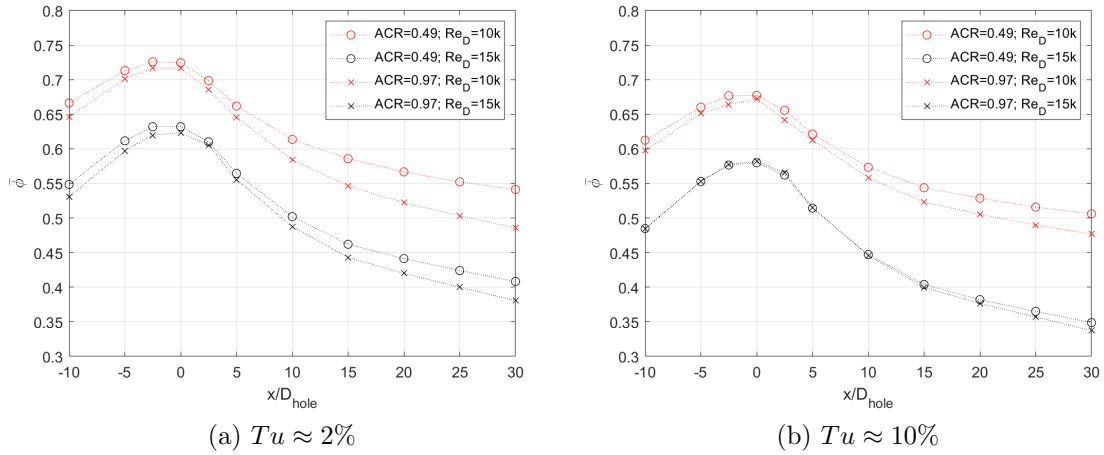 0.8
0.75
0.7
0.65
0.6
0.55
0.5
0.45
0.4
0.35
0.3
ϕ̄
-10 -5 0 5 10 15 20 25 30
x/D_hole
ACR=0.49; Re_D=10k
ACR=0.49; Re_D=15k
ACR=0.97; Re_D=10k
ACR=0.97; Re_D=15k
(a) Tu ≈ 2%
0.8
0.75
0.7
0.65
0.6
0.55
0.5
0.45
0.4
0.35
0.3
ϕ̄
-10 -5 0 5 10 15 20 25 30
x/D_hole
ACR=0.49; Re_D=10k
ACR=0.49; Re_D=15k
ACR=0.97; Re_D=10k
ACR=0.97; Re_D=15k
(b) Tu ≈ 10%